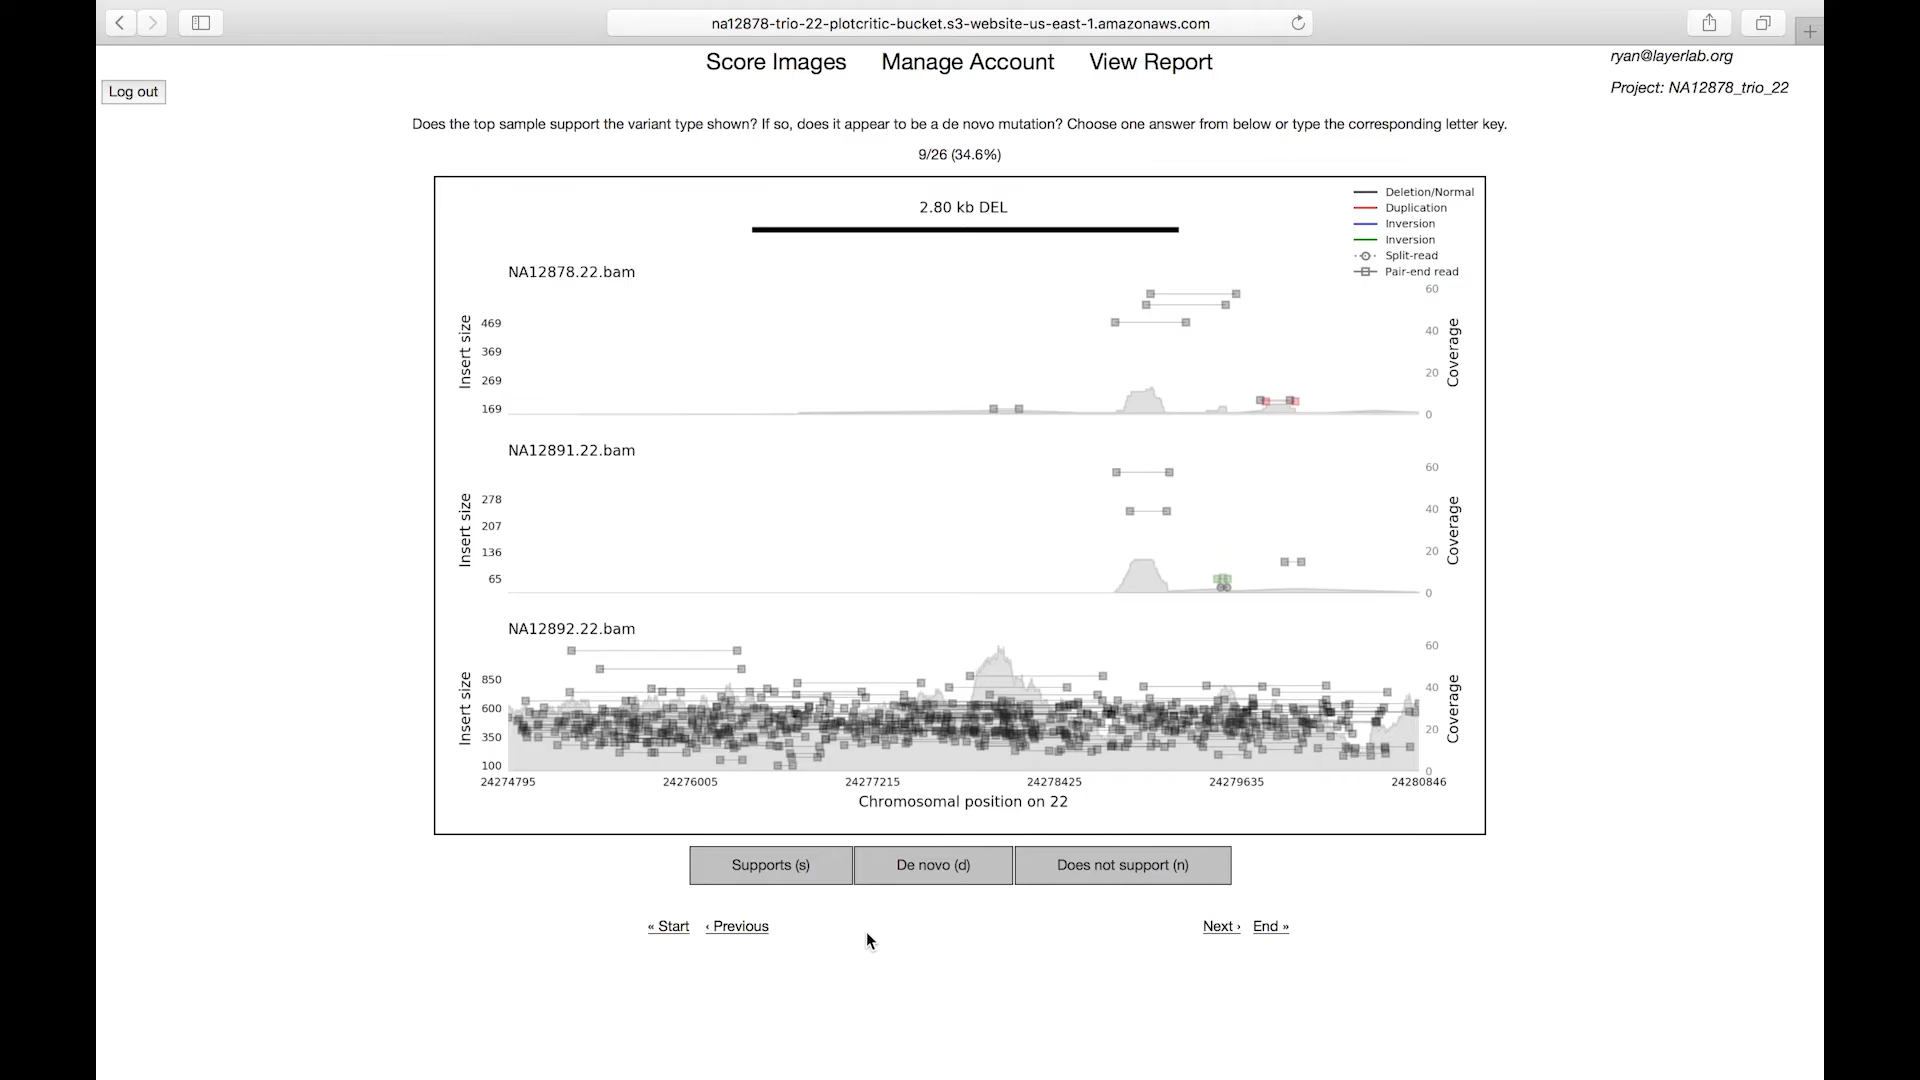 na12878-trio-22-plotcritic-bucket.s3-website-us-east-1.amazonaws.com
Score Images Manage Account View Report
ryan@layerlab.org
Log out
Project: NA12878_trio_22
Does the top sample support the variant type shown? If so, does it appear to be a de novo mutation? Choose one answer from below or type the corresponding letter key.
9/26 (34.6%)
2.80 kb DEL
Deletion/Normal
Duplication
Inversion
Inversion
Split-read
Pair-end read
NA12878.22.bam
Insert size
469
369
269
169
60
40
20
0
Coverage
NA12891.22.bam
Insert size
278
207
136
65
60
40
20
0
Coverage
NA12892.22.bam
Insert size
850
600
350
100
60
40
20
0
Coverage
24274795 24276005 24277215 24278425 24279635 24280846
Chromosomal position on 22
Supports (s) De novo (d) Does not support (n)
« Start ‹ Previous Next › End »